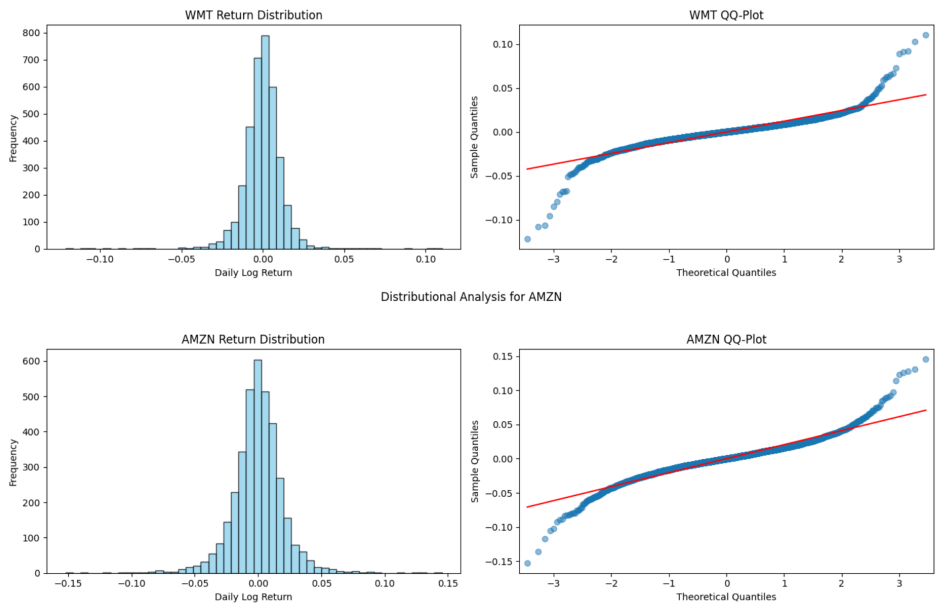 WMT Return Distribution
Frequency
800
700
600
500
400
300
200
100
0
−0.10 −0.05 0.00 0.05 0.10
Daily Log Return
WMT QQ-Plot
Sample Quantiles
0.10
0.05
0.00
−0.05
−0.10
−3 −2 −1 0 1 2 3
Theoretical Quantiles
Distributional Analysis for AMZN
AMZN Return Distribution
Frequency
600
500
400
300
200
100
0
−0.15 −0.10 −0.05 0.00 0.05 0.10 0.15
Daily Log Return
AMZN QQ-Plot
Sample Quantiles
0.15
0.10
0.05
0.00
−0.05
−0.10
−0.15
−3 −2 −1 0 1 2 3
Theoretical Quantiles